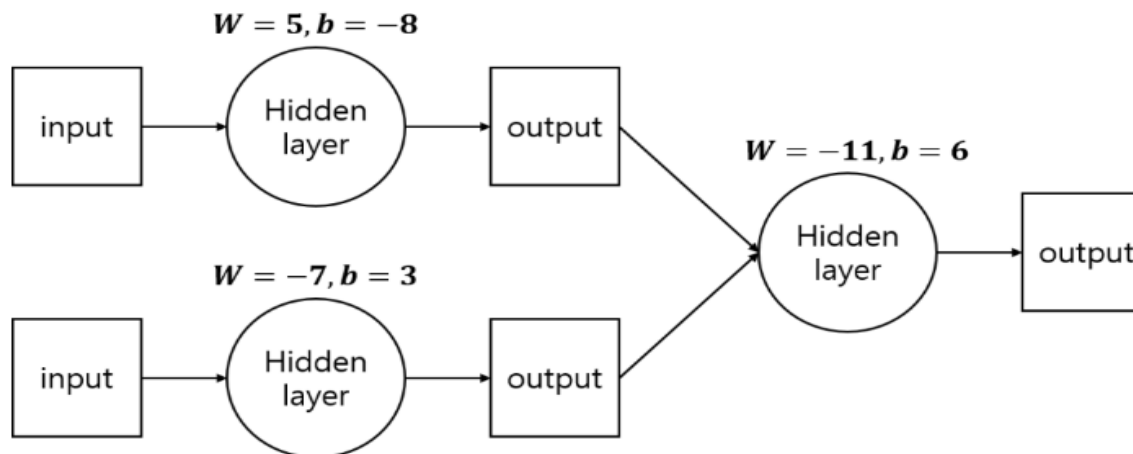 W = 5, b = −8
input
Hidden
layer
output
W = −11, b = 6
Hidden
layer
output
W = −7, b = 3
input
Hidden
layer
output